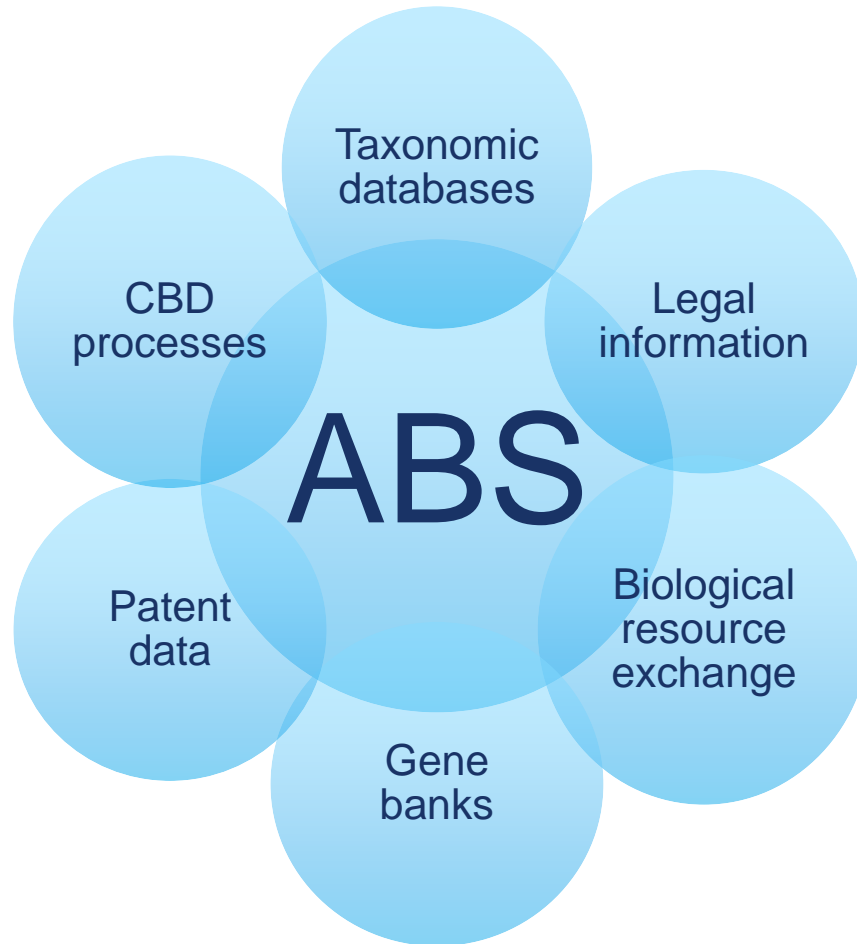 Taxonomic
databases
CBD
processes
Legal
information
ABS
Patent
data
Biological
resource
exchange
Gene
banks